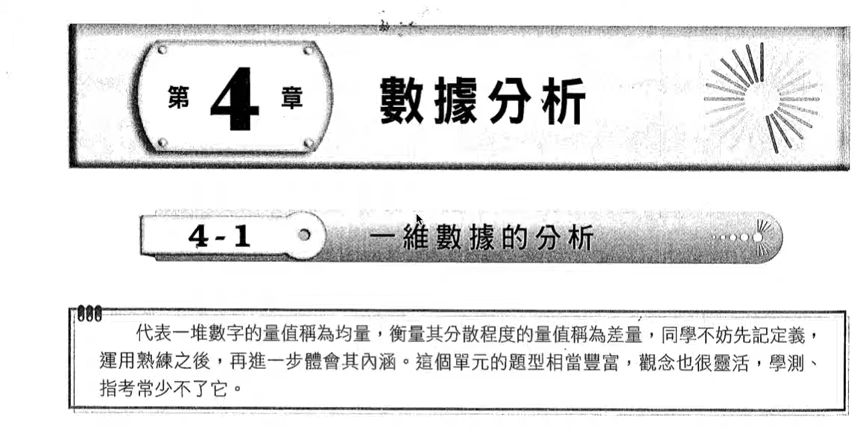 第4章 數據分析
4-1 一維數據的分析
代表一堆數字的量值稱為均量，衡量其分散程度的量值稱為差量，同學不妨先記定義，
運用熟練之後，再進一步體會其內涵。這個單元的題型相當豐富，觀念也很靈活，學測、
指考常少不了它。